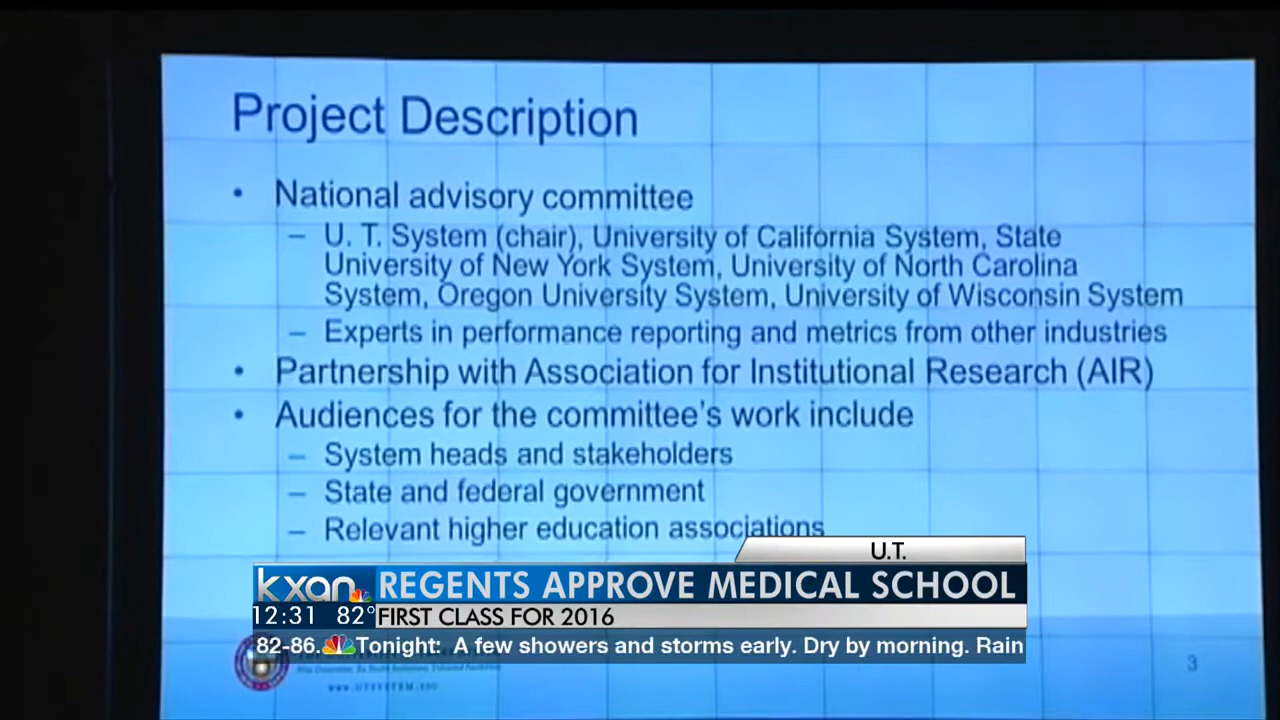 Project Description
• National advisory committee
– U. T. System (chair), University of California System, State
University of New York System, University of North Carolina
System, Oregon University System, University of Wisconsin System
– Experts in performance reporting and metrics from other industries
• Partnership with Association for Institutional Research (AIR)
• Audiences for the committee's work include
– System heads and stakeholders
– State and federal government
– Relevant higher education associations
U.T.
kxan REGENTS APPROVE MEDICAL SCHOOL
12:31 82° FIRST CLASS FOR 2016
82-86. Tonight: A few showers and storms early. Dry by morning. Rain
www.UTSYSTEM.edu
3